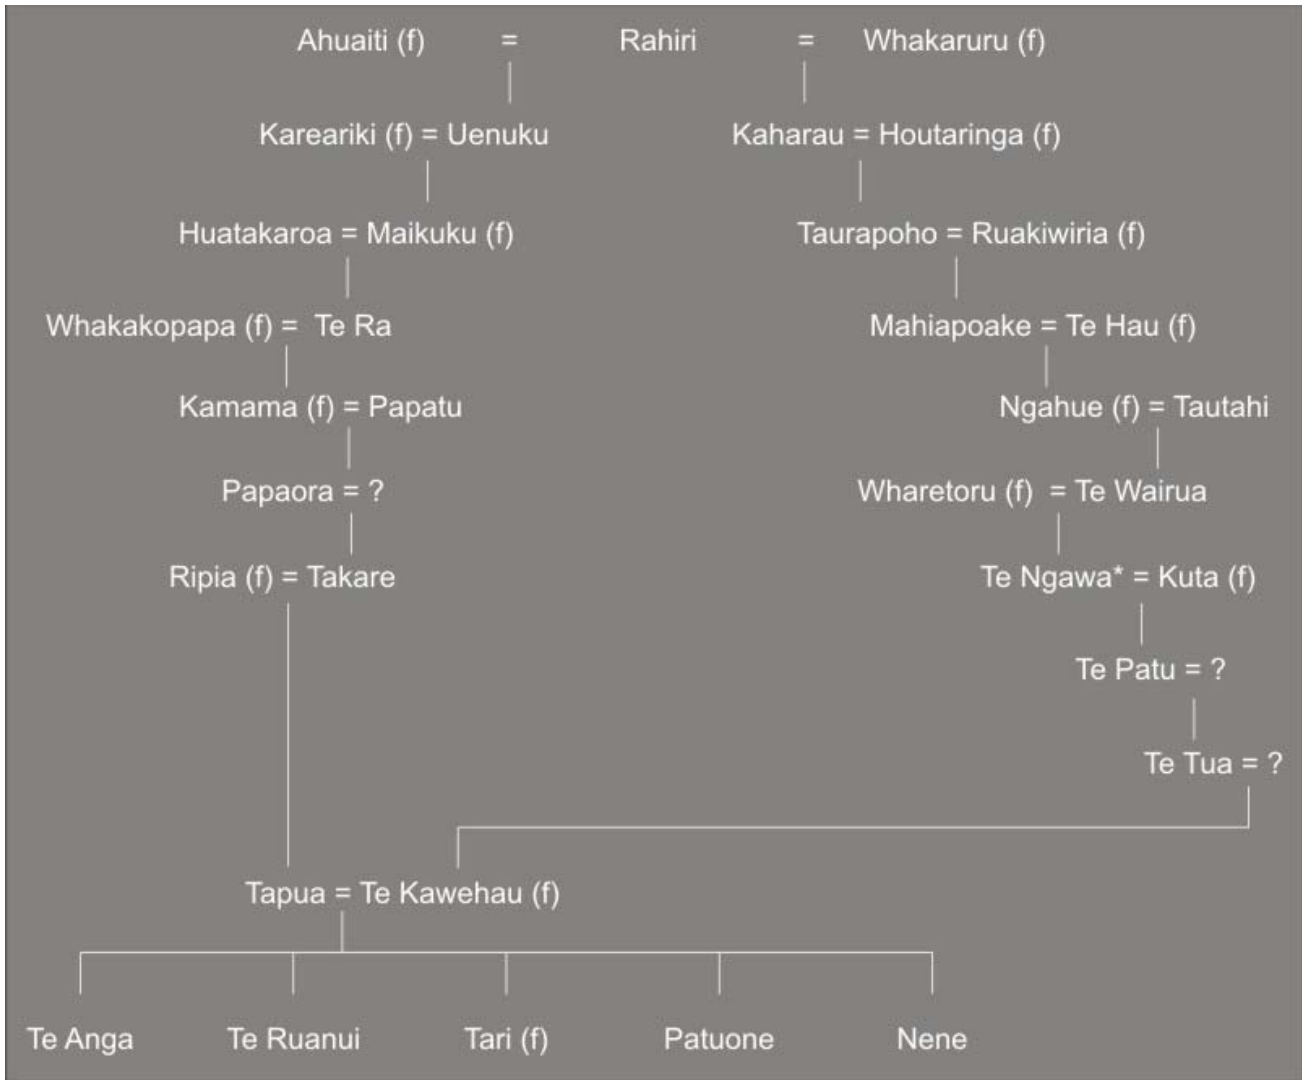 Ahuaiti (f) = Rahiri = Whakaruru (f)
Kareariki (f) = Uenuku Kaharau = Houtaringa (f)
Huatakaroa = Maikuku (f) Taurapoho = Ruakiwiria (f)
Whakakopapa (f) = Te Ra Mahiapoake = Te Hau (f)
Kamama (f) = Papatu Ngahue (f) = Tautahi
Papaora = ? Wharetoru (f) = Te Wairua
Ripia (f) = Takare Te Ngawa* = Kuta (f)
Te Patu = ?
Te Tua = ?
Tapua = Te Kawehau (f)
Te Anga Te Ruanui Tari (f) Patuone Nene